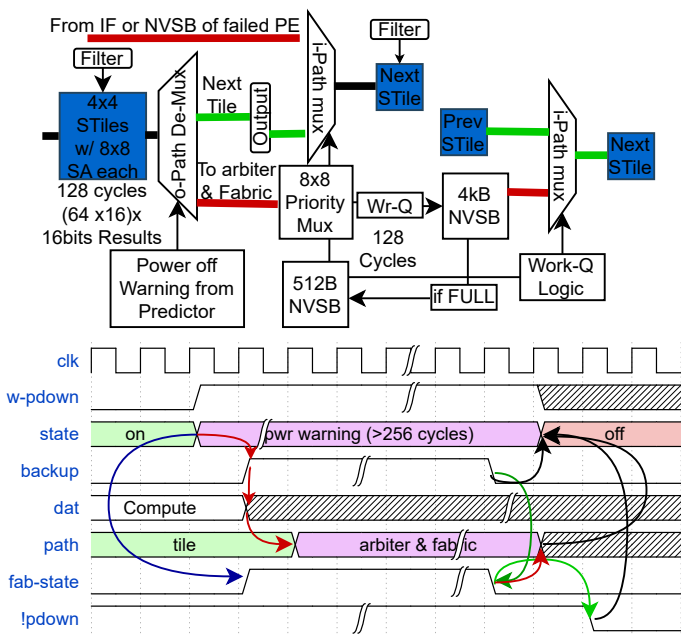 From IF or NVSB of failed PE
Filter
4x4
STiles
w/ 8x8
SA each
128 cycles
(64 x16)x
16bits Results
o-Path De-Mux
Next
Tile
Output
To arbiter
& Fabric
Power off
Warning from
Predictor
i-Path mux
Filter
Next
STile
8x8
Priority
Mux
Wr-Q
128
Cycles
4kB
NVSB
512B
NVSB
if FULL
Prev
STile
i-Path mux
Next
STile
Work-Q
Logic
clk
w-pdown
state
on
pwr warning (>256 cycles)
off
backup
dat
Compute
path
tile
arbiter & fabric
fab-state
!pdown